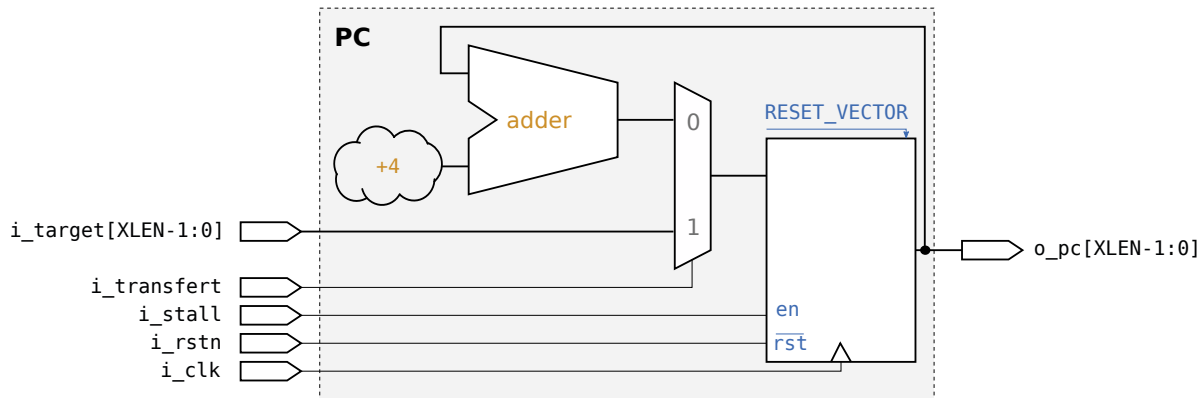 PC
RESET_VECTOR
adder
0
+4
1
i_target[XLEN-1:0]
o_pc[XLEN-1:0]
i_transfert
i_stall
en
i_rstn
rst
i_clk